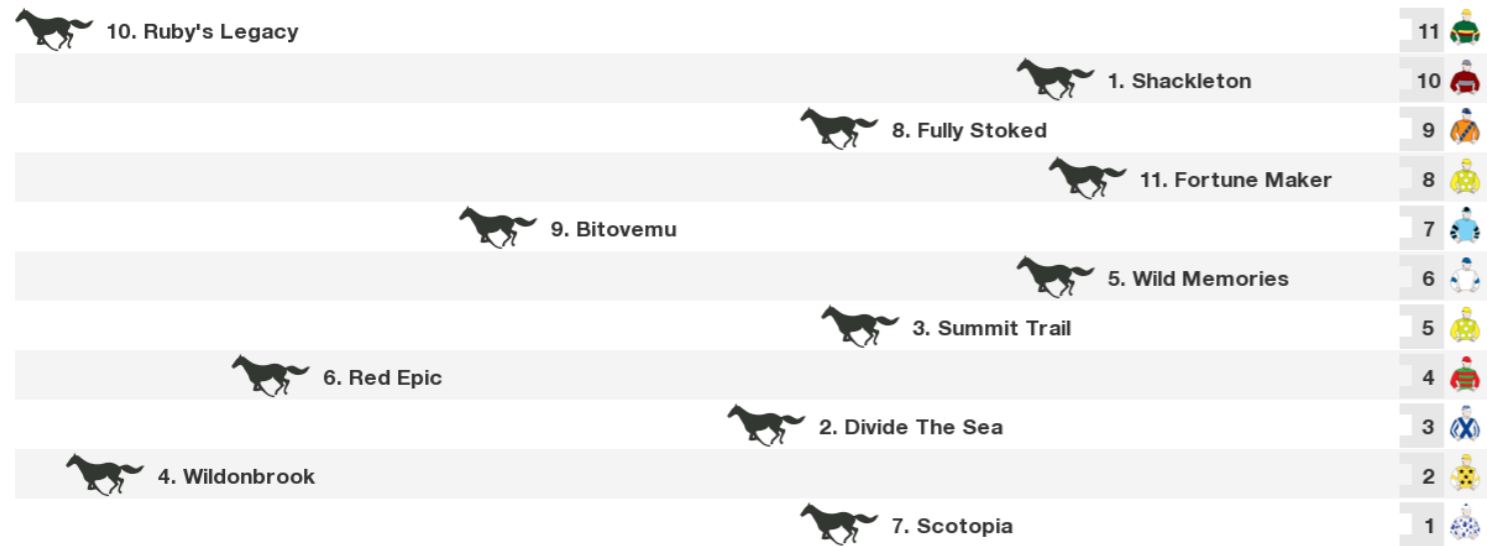 10. Ruby's Legacy 11
1. Shackleton 10
8. Fully Stoked 9
11. Fortune Maker 8
9. Bitovemu 7
5. Wild Memories 6
3. Summit Trail 5
6. Red Epic 4
2. Divide The Sea 3
4. Wildonbrook 2
7. Scotopia 1